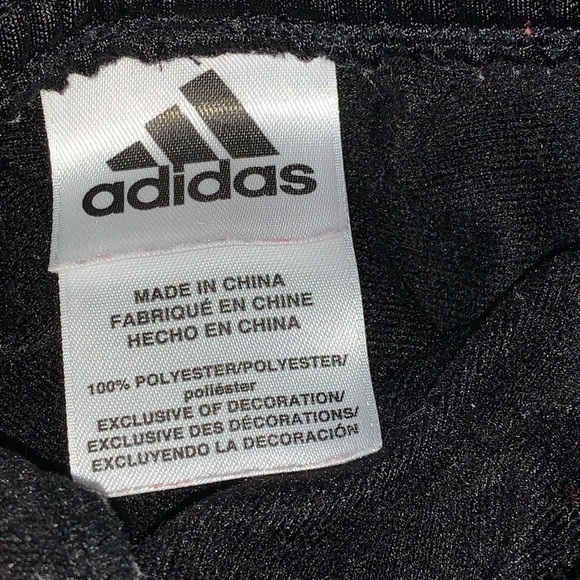 adidas
MADE IN CHINA
FABRIQUÉ EN CHINE
HECHO EN CHINA
100% POLYESTER/POLYESTER/
poliéster
EXCLUSIVE OF DECORATION/
EXCLUSIVE DES DÉCORATIONS/
EXCLUYENDO LA DECORACIÓN